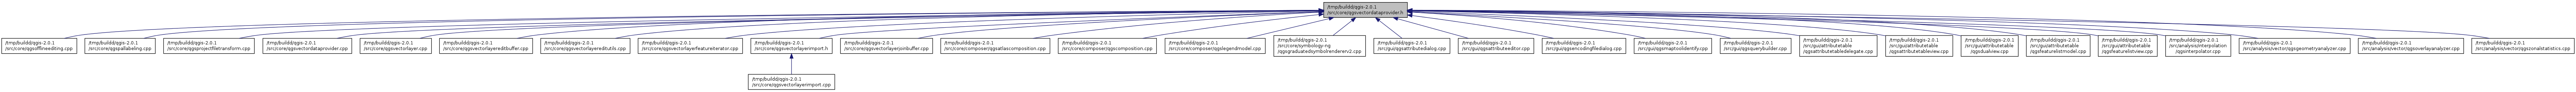 /tmp/buildd/qgis-2.0.1
/src/core/qgsvectordataprovider.h
/tmp/buildd/qgis-2.0.1
/src/core/qgsofflineediting.cpp
/tmp/buildd/qgis-2.0.1
/src/core/qgspallabeling.cpp
/tmp/buildd/qgis-2.0.1
/src/core/qgsprojectfiletransform.cpp
/tmp/buildd/qgis-2.0.1
/src/core/qgsvectordataprovider.cpp
/tmp/buildd/qgis-2.0.1
/src/core/qgsvectorlayer.cpp
/tmp/buildd/qgis-2.0.1
/src/core/qgsvectorlayereditbuffer.cpp
/tmp/buildd/qgis-2.0.1
/src/core/qgsvectorlayereditutils.cpp
/tmp/buildd/qgis-2.0.1
/src/core/qgsvectorlayerfeatureiterator.cpp
/tmp/buildd/qgis-2.0.1
/src/core/qgsvectorlayerimport.h
/tmp/buildd/qgis-2.0.1
/src/core/qgsvectorlayerjoinbuffer.cpp
/tmp/buildd/qgis-2.0.1
/src/core/composer/qgsatlascomposition.cpp
/tmp/buildd/qgis-2.0.1
/src/core/composer/qgscomposition.cpp
/tmp/buildd/qgis-2.0.1
/src/core/composer/qgslegendmodel.cpp
/tmp/buildd/qgis-2.0.1
/src/core/symbology-ng
/qgsgraduatedsymbolrendererv2.cpp
/tmp/buildd/qgis-2.0.1
/src/gui/qgsattributedialog.cpp
/tmp/buildd/qgis-2.0.1
/src/gui/qgsattributeeditor.cpp
/tmp/buildd/qgis-2.0.1
/src/gui/qgsencodingfiledialog.cpp
/tmp/buildd/qgis-2.0.1
/src/gui/qgsmaptoolidentify.cpp
/tmp/buildd/qgis-2.0.1
/src/gui/qgsquerybuilder.cpp
/tmp/buildd/qgis-2.0.1
/src/gui/attributetable
/qgsattributetabledelegate.cpp
/tmp/buildd/qgis-2.0.1
/src/gui/attributetable
/qgsattributetableview.cpp
/tmp/buildd/qgis-2.0.1
/src/gui/attributetable
/qgsdualview.cpp
/tmp/buildd/qgis-2.0.1
/src/gui/attributetable
/qgsfeaturelistmodel.cpp
/tmp/buildd/qgis-2.0.1
/src/gui/attributetable
/qgsfeaturelistview.cpp
/tmp/buildd/qgis-2.0.1
/src/analysis/interpolation
/qgsinterpolator.cpp
/tmp/buildd/qgis-2.0.1
/src/analysis/vector/qgsgeometryanalyzer.cpp
/tmp/buildd/qgis-2.0.1
/src/analysis/vector/qgsoverlayanalyzer.cpp
/tmp/buildd/qgis-2.0.1
/src/analysis/vector/qgszonalstatistics.cpp
/tmp/buildd/qgis-2.0.1
/src/core/qgsvectorlayerimport.cpp